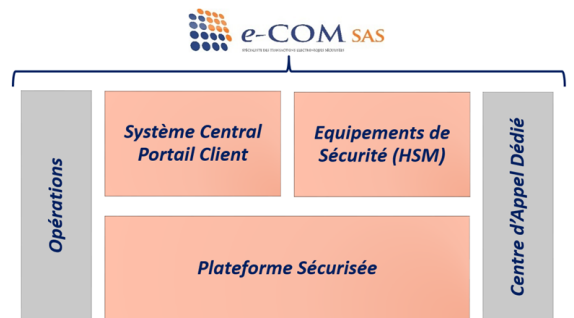 e-COM SAS
Opérations
Système Central
Portail Client
Equipements de
Sécurité (HSM)
Centre d'Appel Dédié
Plateforme Sécurisée